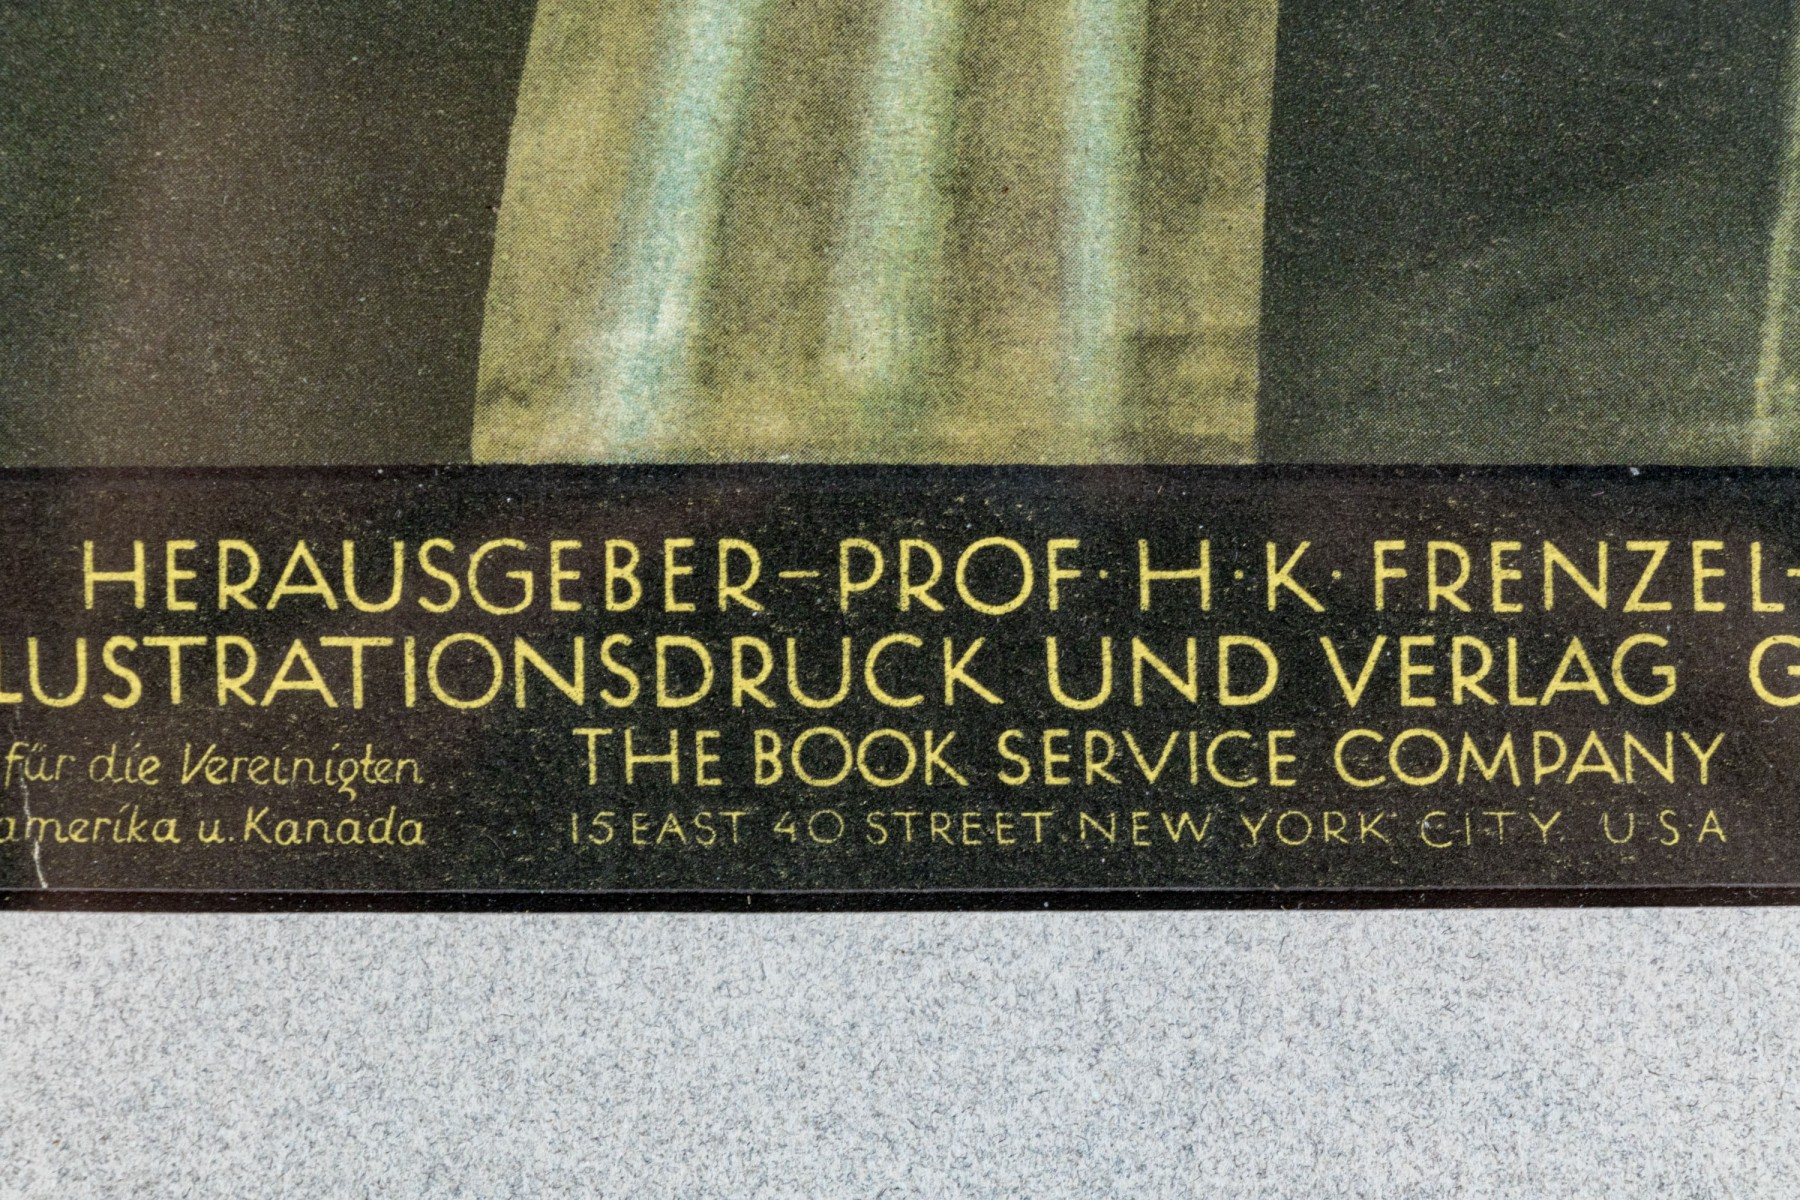 HERAUSGEBER–PROF·H·K·FRENZEL-
LUSTRATIONSDRUCK UND VERLAG G
für die Vereinigten THE BOOK SERVICE COMPANY
amerika u. Kanada 15 EAST 40 STREET·NEW YORK CITY U·S·A